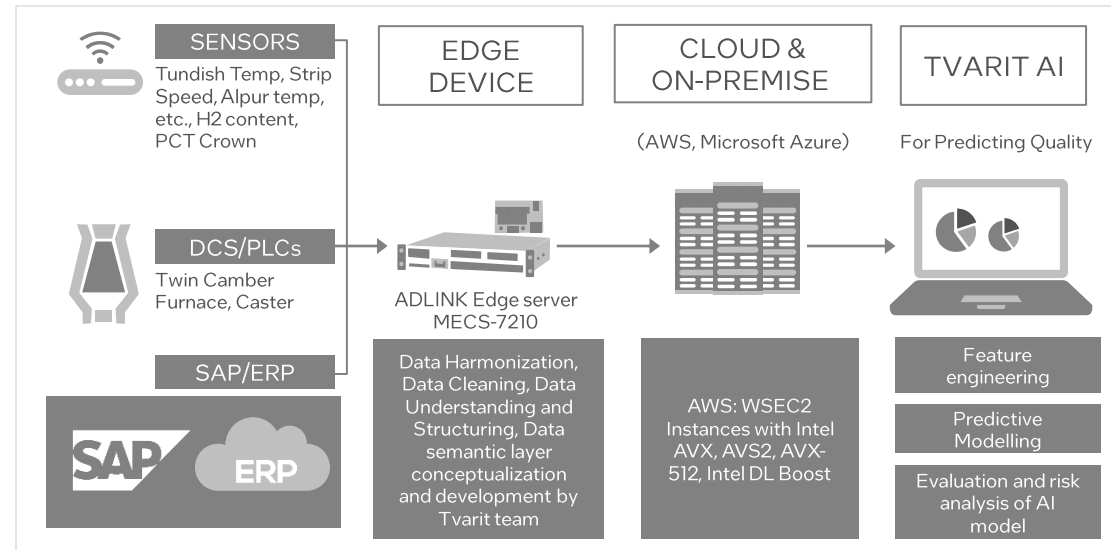 SENSORS
Tundish Temp, Strip
Speed, Alpur temp,
etc., H2 content,
PCT Crown
DCS/PLCs
Twin Camber
Furnace, Caster
SAP/ERP
SAP
ERP
EDGE
DEVICE
ADLINK Edge server
MECS-7210
Data Harmonization,
Data Cleaning, Data
Understanding and
Structuring, Data
semantic layer
conceptualization
and development by
Tvarit team
CLOUD &
ON-PREMISE
(AWS, Microsoft Azure)
AWS: WSEC2
Instances with Intel
AVX, AVS2, AVX-
512, Intel DL Boost
TVARIT AI
For Predicting Quality
Feature
engineering
Predictive
Modelling
Evaluation and risk
analysis of AI
model